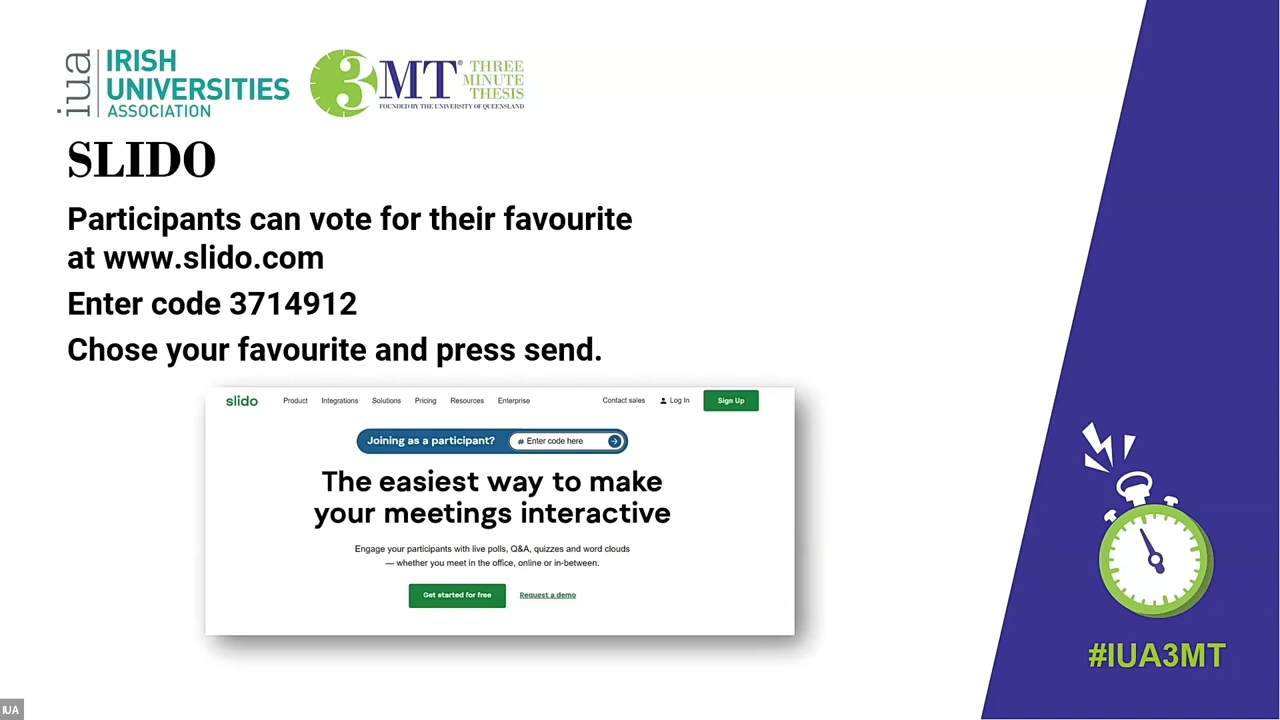 iua
IRISH
UNIVERSITIES
ASSOCIATION
3MT® THREE
MINUTE
THESIS
FOUNDED BY THE UNIVERSITY OF QUEENSLAND
SLIDO
Participants can vote for their favourite
at www.slido.com
Enter code 3714912
Chose your favourite and press send.
slido Product Integrations Solutions Pricing Resources Enterprise Contact sales Log In Sign Up
Joining as a participant? # Enter code here
The easiest way to make
your meetings interactive
Engage your participants with live polls, Q&A, quizzes and word clouds
— whether you meet in the office, online or in-between.
Get started for free Request a demo
#IUA3MT
IUA